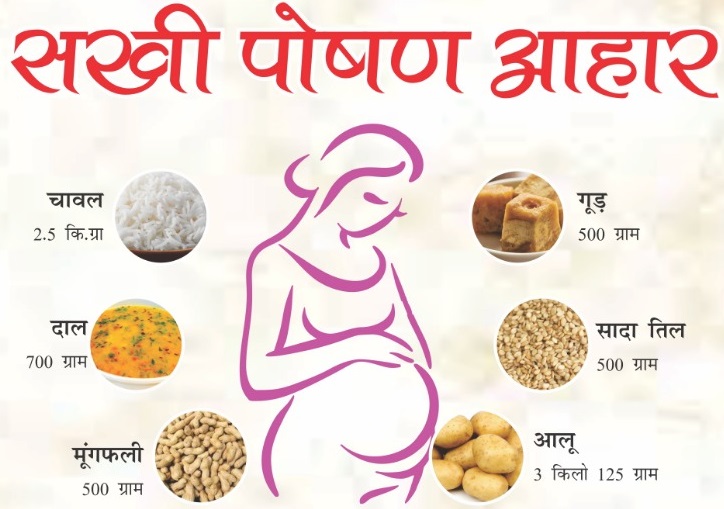 सखी पोषण आहार
चावल
2.5 कि.ग्रा
गूड़
500 ग्राम
दाल
700 ग्राम
सादा तिल
500 ग्राम
मूंगफली
500 ग्राम
आलू
3 किलो 125 ग्राम